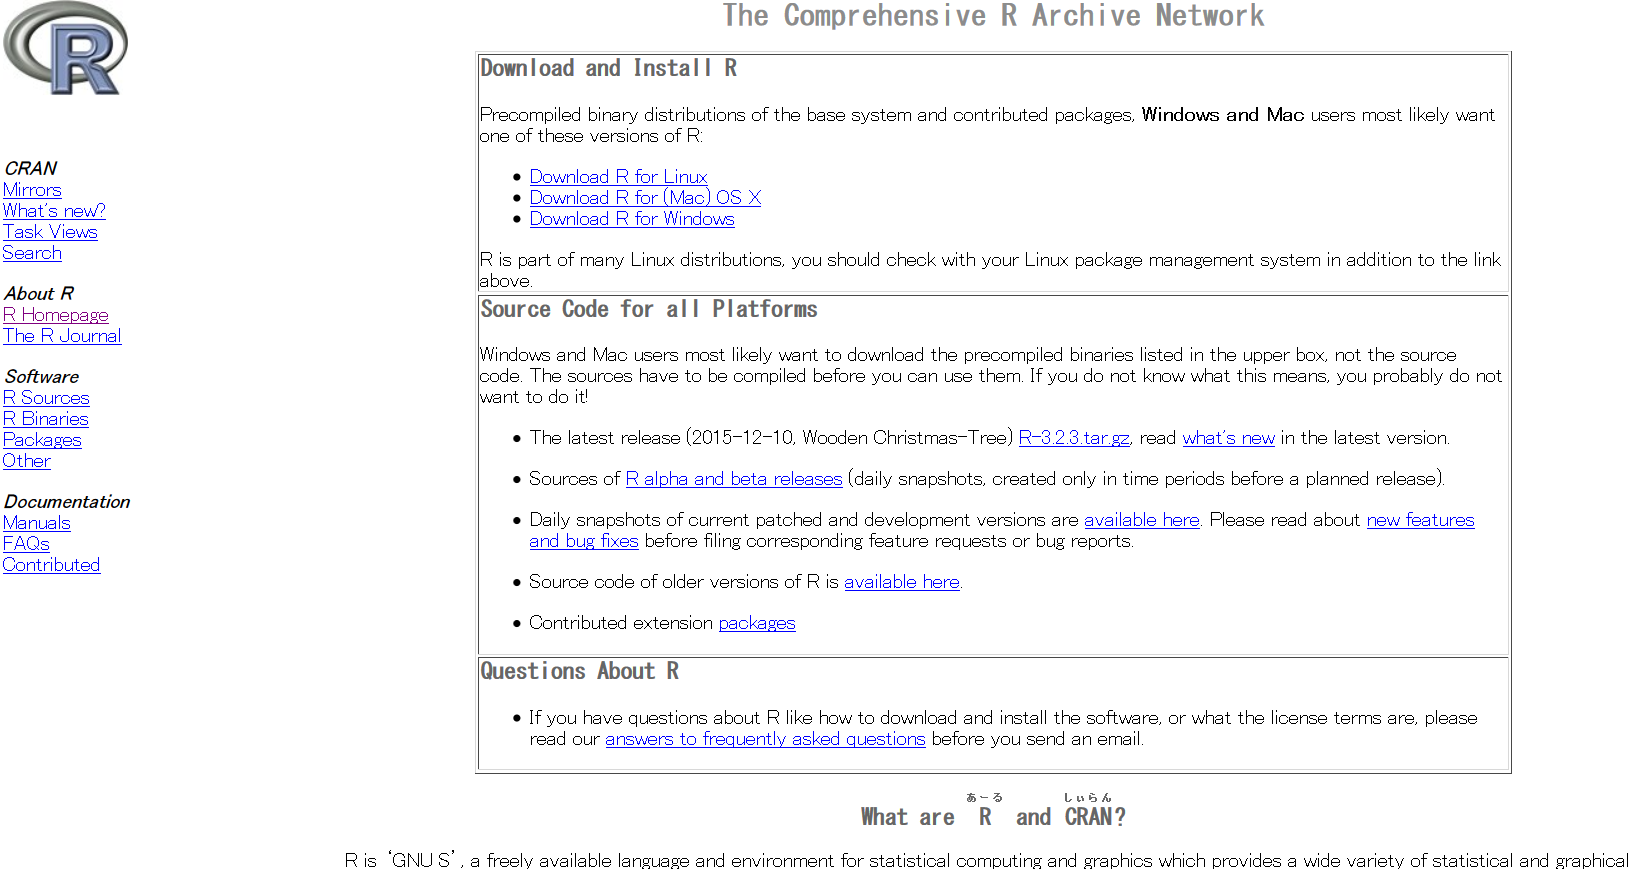 R
CRAN
Mirrors
What's new?
Task Views
Search
About R
R Homepage
The R Journal
Software
R Sources
R Binaries
Packages
Other
Documentation
Manuals
FAQs
Contributed
The Comprehensive R Archive Network
Download and Install R
Precompiled binary distributions of the base system and contributed packages, Windows and Mac users most likely want
one of these versions of R:
• Download R for Linux
• Download R for (Mac) OS X
• Download R for Windows
R is part of many Linux distributions, you should check with your Linux package management system in addition to the link
above.
Source Code for all Platforms
Windows and Mac users most likely want to download the precompiled binaries listed in the upper box, not the source
code. The sources have to be compiled before you can use them. If you do not know what this means, you probably do not
want to do it!
• The latest release (2015-12-10, Wooden Christmas-Tree) R-3.2.3.tar.gz, read what's new in the latest version.
• Sources of R alpha and beta releases (daily snapshots, created only in time periods before a planned release).
• Daily snapshots of current patched and development versions are available here. Please read about new features
and bug fixes before filing corresponding feature requests or bug reports.
• Source code of older versions of R is available here.
• Contributed extension packages
Questions About R
• If you have questions about R like how to download and install the software, or what the license terms are, please
read our answers to frequently asked questions before you send an email.
あーる しぃらん
What are R and CRAN?
R is ‘GNU S’, a freely available language and environment for statistical computing and graphics which provides a wide variety of statistical and graphical